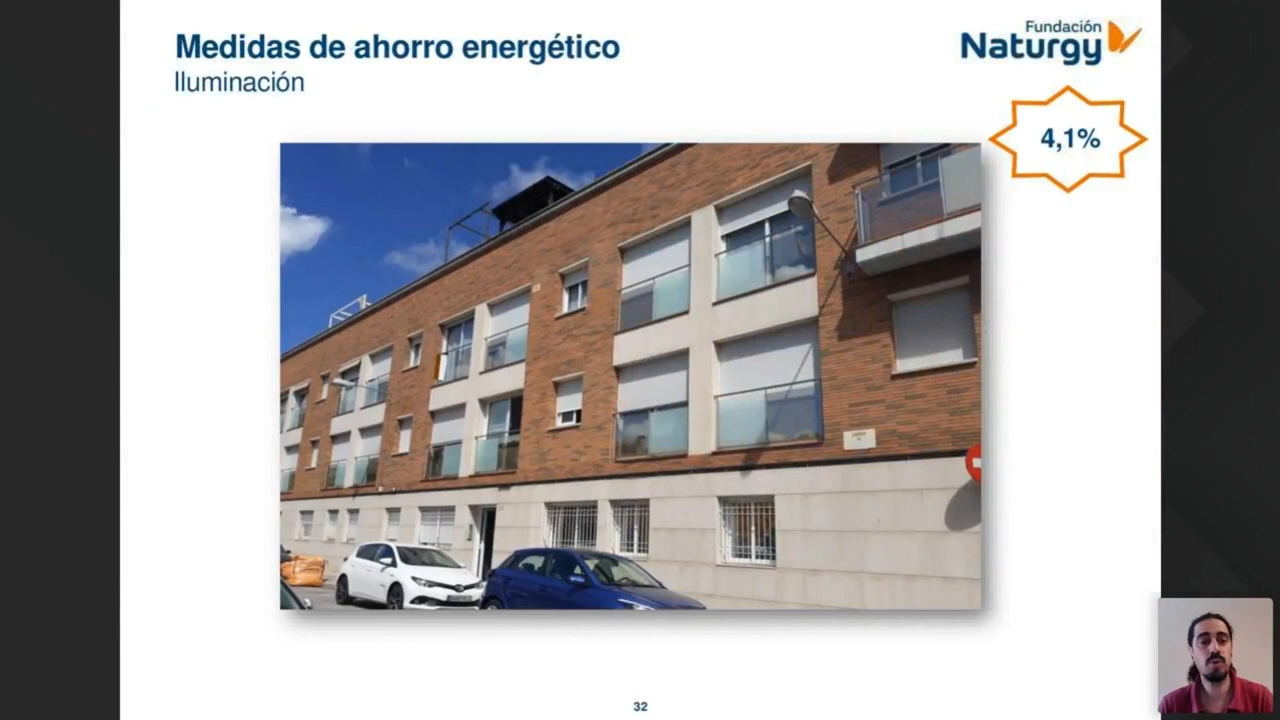 Medidas de ahorro energético
Iluminación
Fundación
Naturgy
4,1%
32